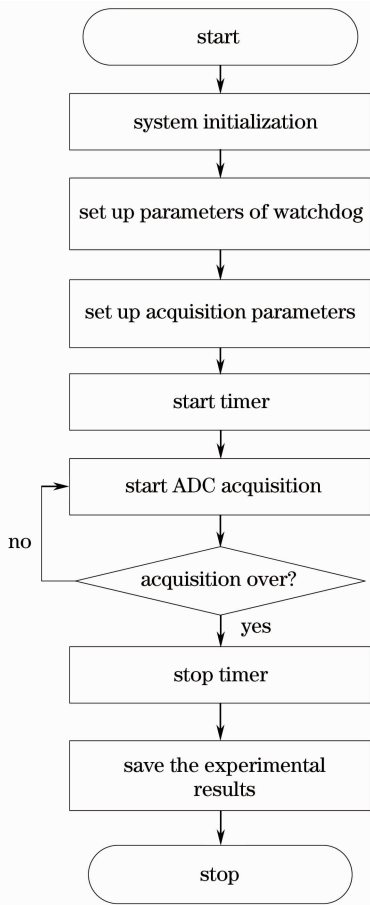 start
system initialization
set up parameters of watchdog
set up acquisition parameters
start timer
start ADC acquisition
no
acquisition over?
yes
stop timer
save the experimental
results
stop